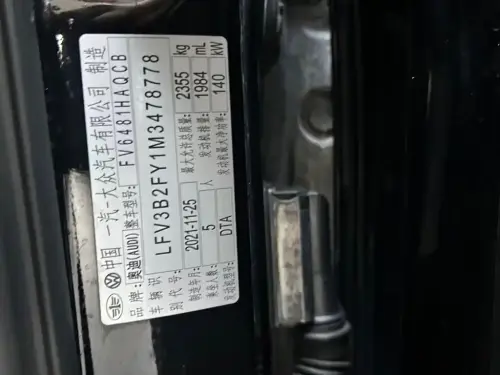 中国 一汽-大众汽车有限公司 制造
品牌: 奥迪(AUDI) 整车型号: FV6481HAQCB
车辆识别代号: LFV3B2FY1M3478778
制造年月: 2021-11-25 最大允许总质量: 2355 kg
乘坐人数: 5 人 发动机排量: 1984 mL
发动机型号: DTA 发动机最大净功率: 140 kW